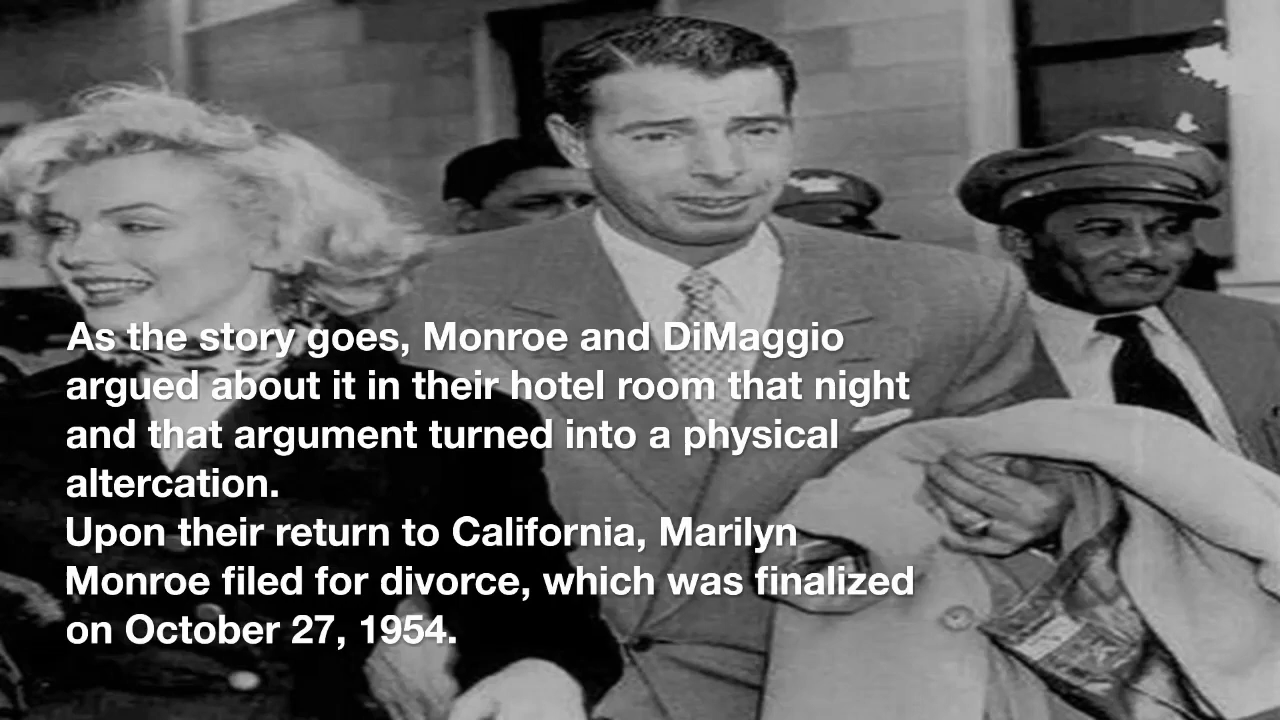 As the story goes, Monroe and DiMaggio
argued about it in their hotel room that night
and that argument turned into a physical
altercation.
Upon their return to California, Marilyn
Monroe filed for divorce, which was finalized
on October 27, 1954.